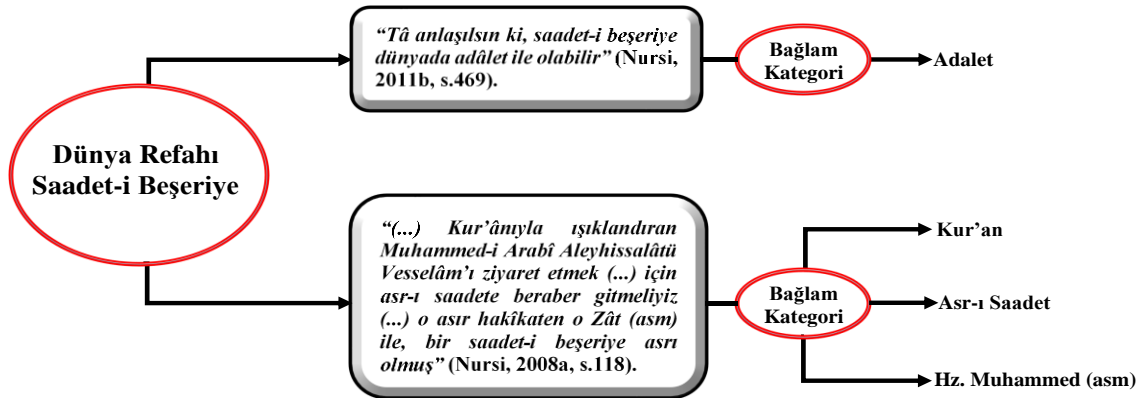 Dünya Refahı
Saadet-i Beşeriye
“Tâ anlaşılsın ki, saadet-i beşeriye
dünyada adâlet ile olabilir” (Nursi,
2011b, s.469).
Bağlam
Kategori
Adalet
“(...) Kur’ânıyla ışıklandıran
Muhammed-i Arabî Aleyhissalâtü
Vesselâm’ı ziyaret etmek (...) için
asr-ı saadete beraber gitmeliyiz
(...) o asır hakîkaten o Zât (asm)
ile, bir saadet-i beşeriye asrı
olmuş” (Nursi, 2008a, s.118).
Bağlam
Kategori
Kur’an
Asr-ı Saadet
Hz. Muhammed (asm)